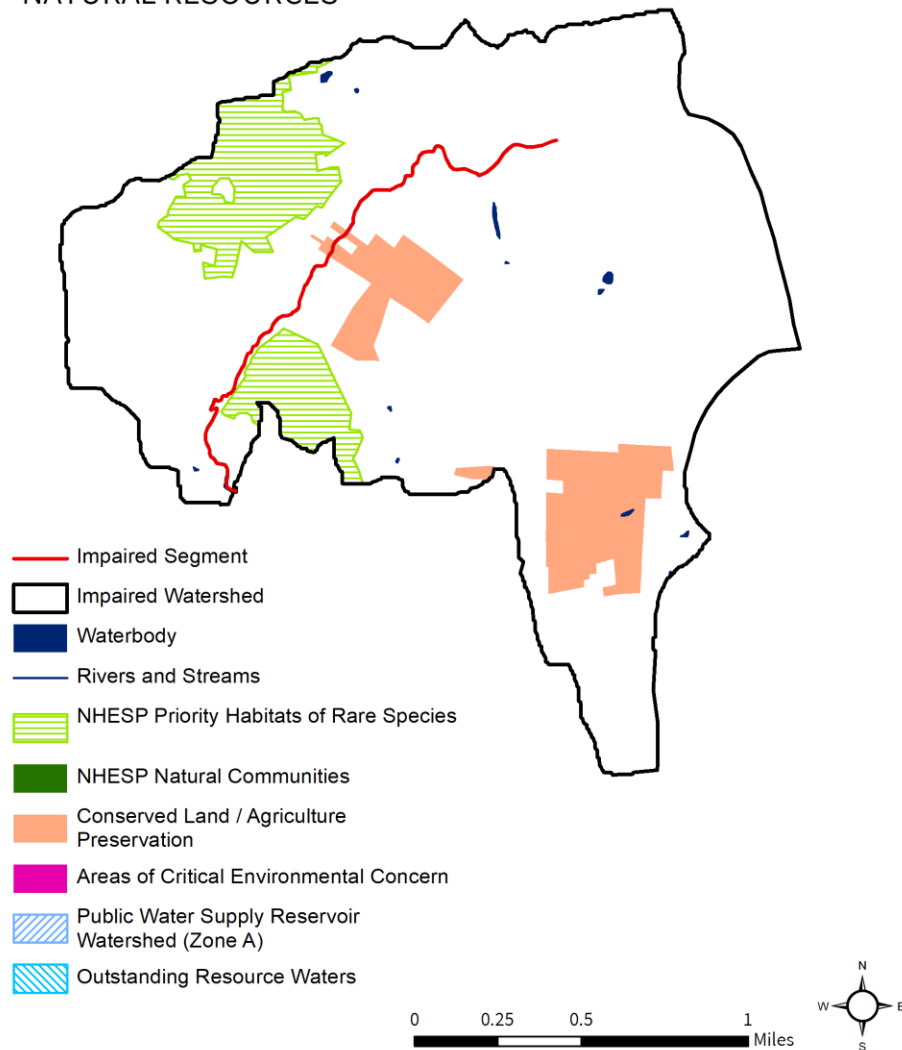 NATURAL RESOURCES
Impaired Segment
Impaired Watershed
Waterbody
Rivers and Streams
NHESP Priority Habitats of Rare Species
NHESP Natural Communities
Conserved Land / Agriculture
Preservation
Areas of Critical Environmental Concern
Public Water Supply Reservoir
Watershed (Zone A)
Outstanding Resource Waters
0 0.25 0.5 1
Miles
N
W E
S